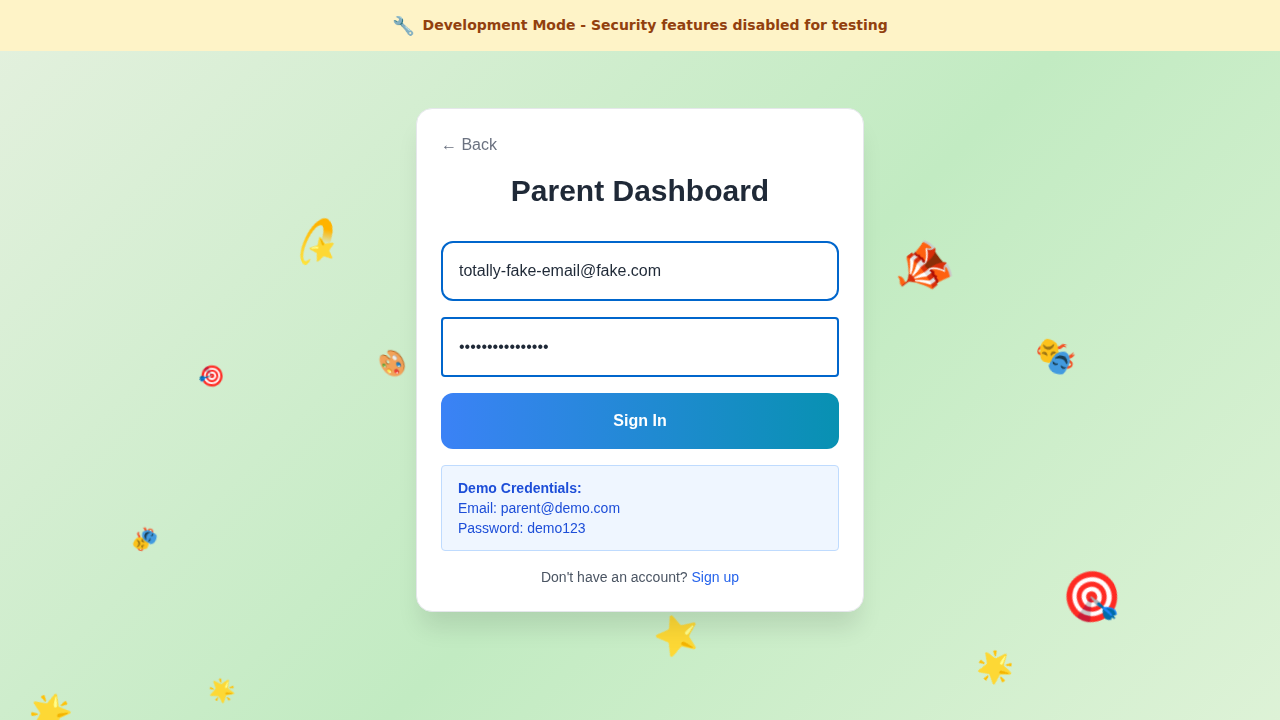 Development Mode - Security features disabled for testing
← Back
Parent Dashboard
totally-fake-email@fake.com
••••••••••••••••
Sign In
Demo Credentials:
Email: parent@demo.com
Password: demo123
Don't have an account? Sign up